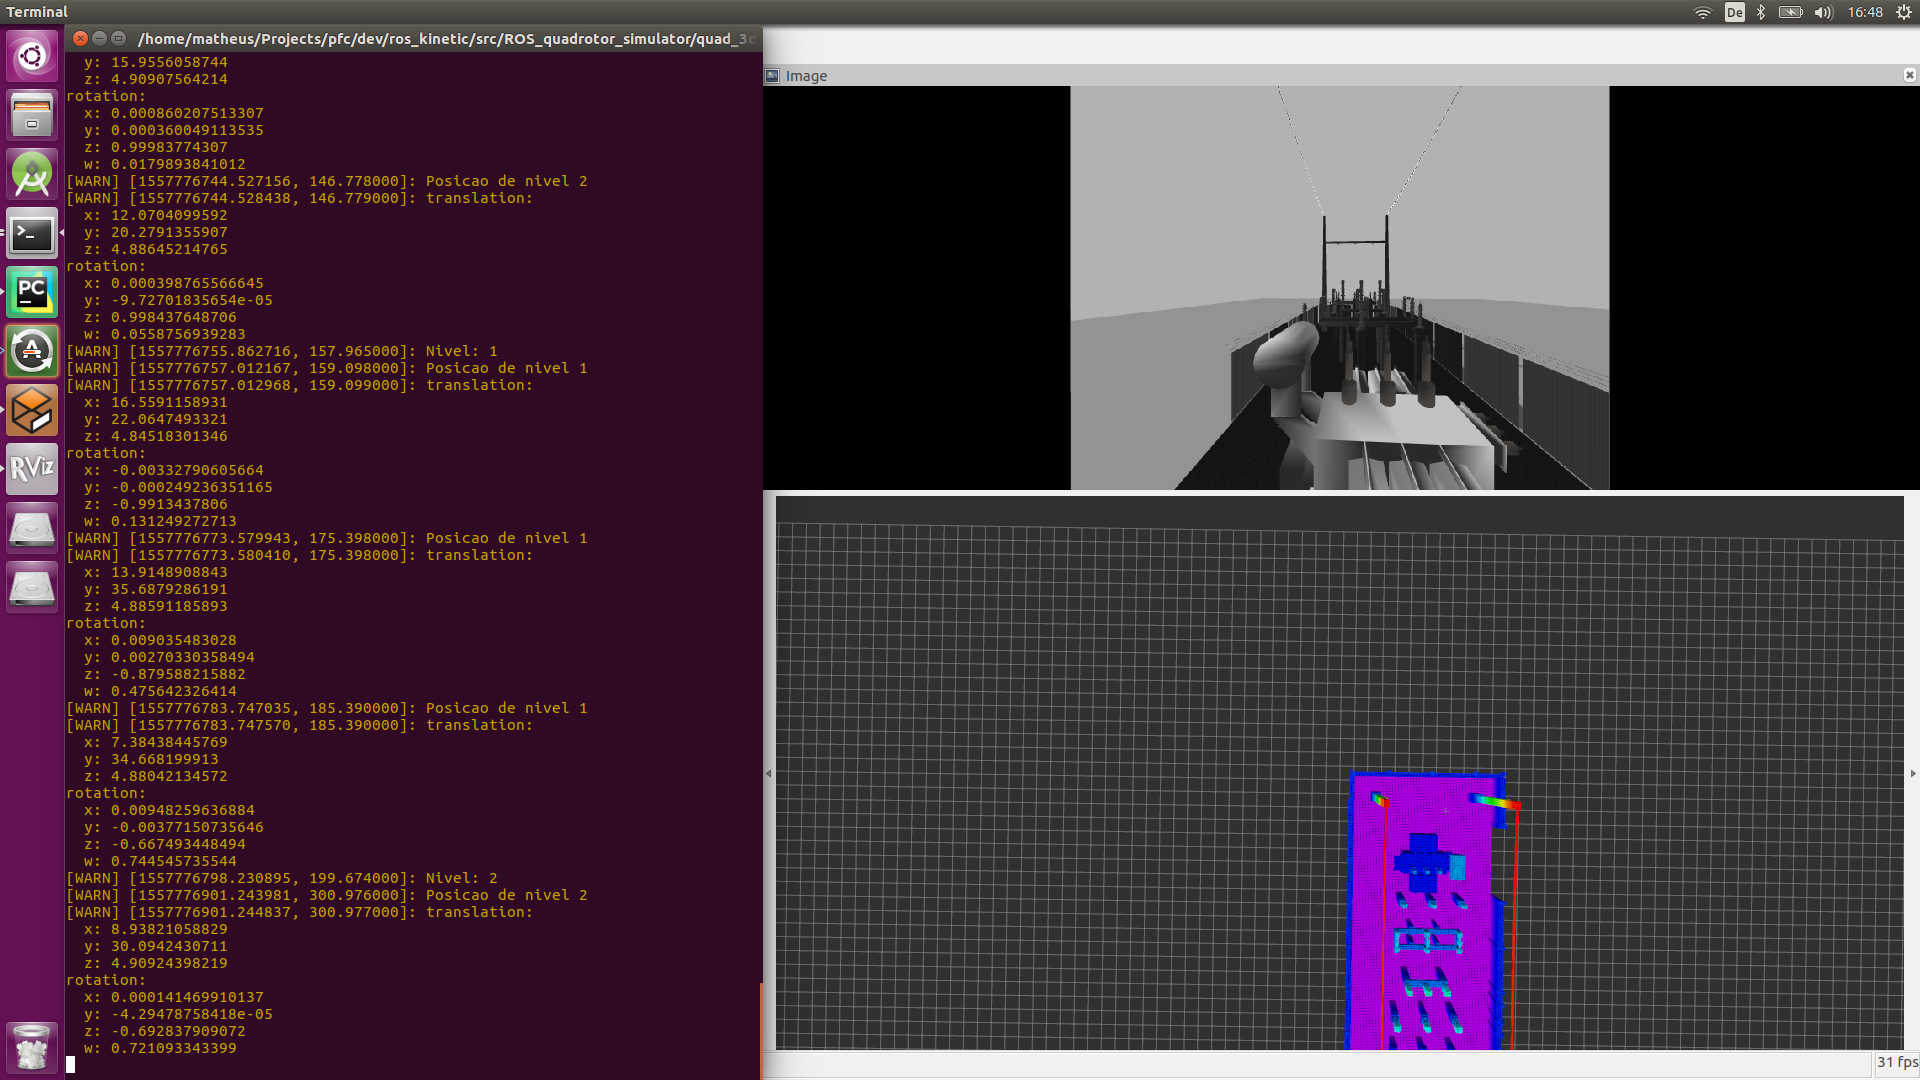 Terminal
De
16:48
/home/matheus/Projects/pfc/dev/ros_kinetic/src/ROS_quadrotor_simulator/quad_3d
y: 15.9556058744
z: 4.90907564214
rotation:
x: 0.000860207513307
y: 0.000360049113535
z: 0.99983774307
w: 0.0179893841012
[WARN] [1557776744.527156, 146.778000]: Posicao de nivel 2
[WARN] [1557776744.528438, 146.779000]: translation:
x: 12.0704099592
y: 20.2791355907
z: 4.88645214765
rotation:
x: 0.000398765566645
y: -9.72701835654e-05
z: 0.998437648706
w: 0.0558756939283
[WARN] [1557776755.862716, 157.965000]: Nivel: 1
[WARN] [1557776757.012167, 159.098000]: Posicao de nivel 1
[WARN] [1557776757.012968, 159.099000]: translation:
x: 16.5591158931
y: 22.0647493321
z: 4.84518301346
rotation:
x: -0.00332790605664
y: -0.000249236351165
z: -0.9913437806
w: 0.131249272713
[WARN] [1557776773.579943, 175.398000]: Posicao de nivel 1
[WARN] [1557776773.580410, 175.398000]: translation:
x: 13.9148908843
y: 35.6879286191
z: 4.88591185893
rotation:
x: 0.009035483028
y: 0.00270330358494
z: -0.879588215882
w: 0.475642326414
[WARN] [1557776783.747035, 185.390000]: Posicao de nivel 1
[WARN] [1557776783.747570, 185.390000]: translation:
x: 7.38438445769
y: 34.668199913
z: 4.88042134572
rotation:
x: 0.00948259636884
y: -0.00377150735646
z: -0.667493448494
w: 0.744545735544
[WARN] [1557776798.230895, 199.674000]: Nivel: 2
[WARN] [1557776901.243981, 300.976000]: Posicao de nivel 2
[WARN] [1557776901.244837, 300.977000]: translation:
x: 8.93821058829
y: 30.0942430711
z: 4.90924398219
rotation:
x: 0.000141469910137
y: -4.29478758418e-05
z: -0.692837909072
w: 0.721093343399
PC
RViz
Image
31 fps